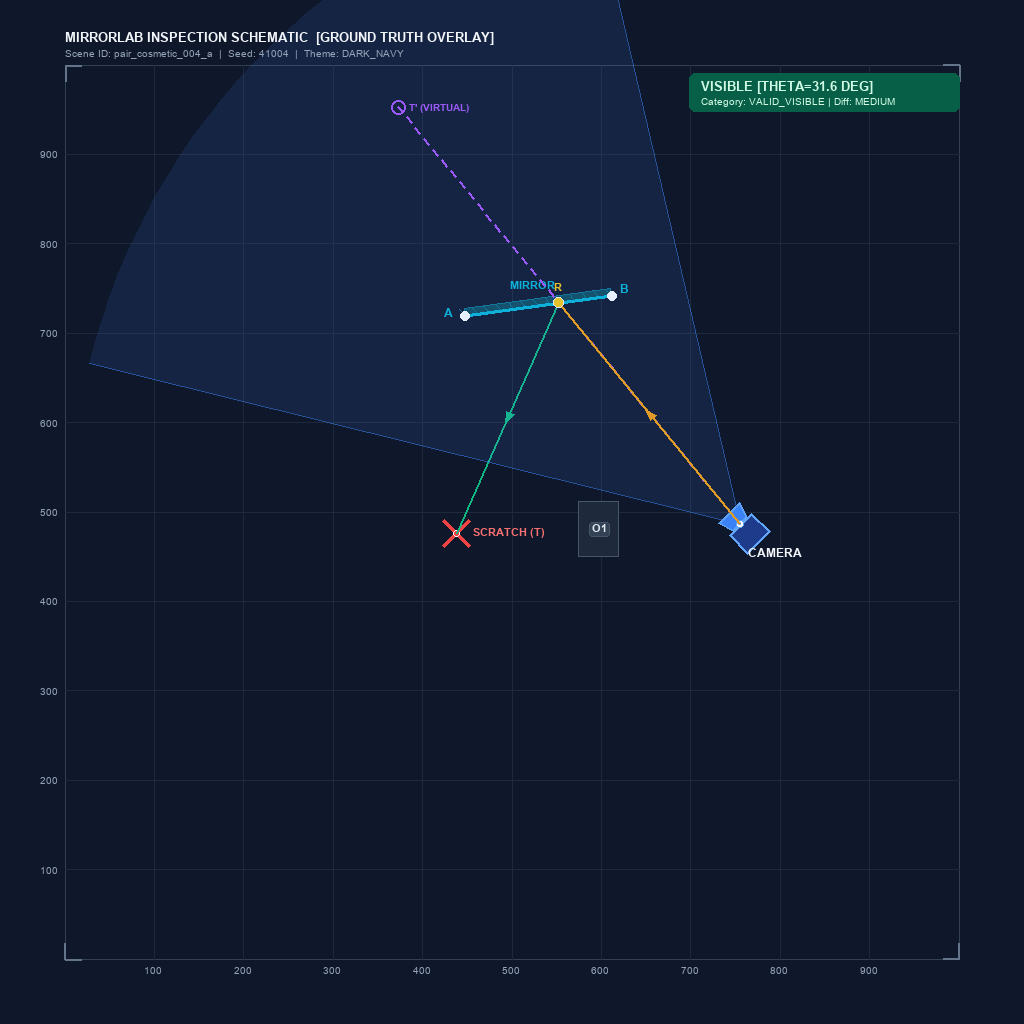 MIRRORLAB INSPECTION SCHEMATIC [GROUND TRUTH OVERLAY]
Scene ID: pair_cosmetic_004_a | Seed: 41004 | Theme: DARK_NAVY
VISIBLE [THETA=31.6 DEG]
Category: VALID_VISIBLE | Diff: MEDIUM
T' (VIRTUAL)
MIRROR
R
B
A
SCRATCH (T)
O1
CAMERA
900
800
700
600
500
400
300
200
100
100 200 300 400 500 600 700 800 900